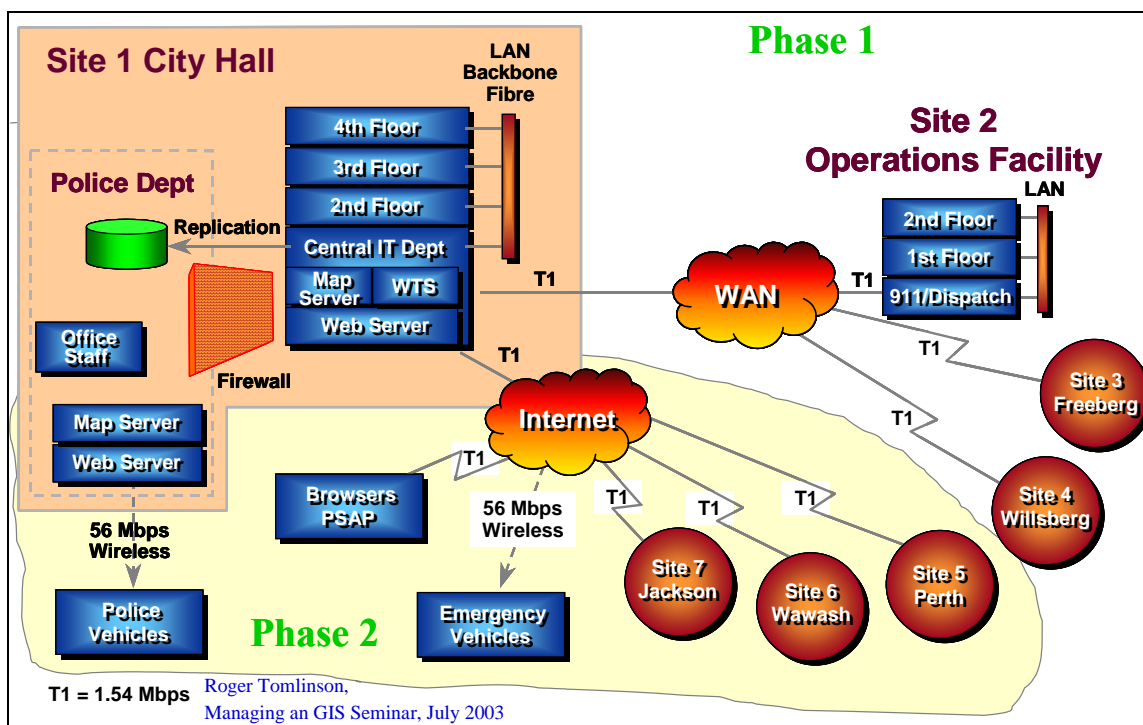 Phase 1
Site 1 City Hall
LAN
Backbone
Fibre
4th Floor
3rd Floor
2nd Floor
Central IT Dept
Map
Server
WTS
Web Server
Police Dept
Replication
Office
Staff
Firewall
Map Server
Web Server
56 Mbps
Wireless
Police
Vehicles
Site 2
Operations Facility
LAN
2nd Floor
1st Floor
911/Dispatch
T1
WAN
T1
T1
Site 3
Freeberg
T1
Site 4
Willsberg
T1
Internet
T1
Browsers
PSAP
56 Mbps
Wireless
Emergency
Vehicles
T1
Site 7
Jackson
T1
Site 6
Wawash
T1
Site 5
Perth
Phase 2
T1 = 1.54 Mbps
Roger Tomlinson,
Managing an GIS Seminar, July 2003